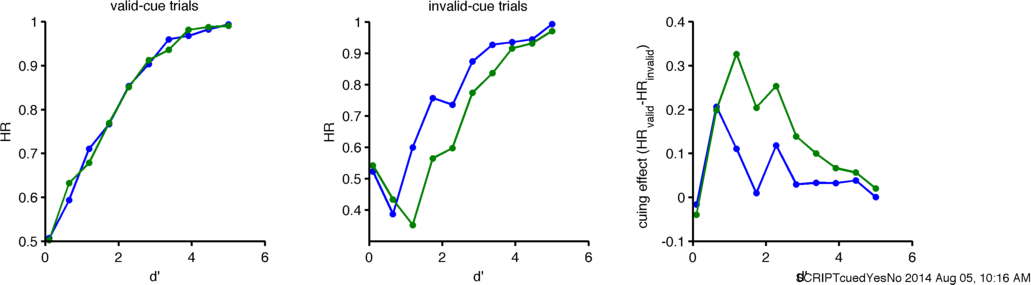 valid-cue trials
1
0.9
0.8
0.7
0.6
0.5
0 2 4 6
HR
d'
invalid-cue trials
1
0.9
0.8
0.7
0.6
0.5
0.4
0 2 4 6
HR
d'
0.4
0.3
0.2
0.1
0
-0.1
0 2 4 6
cuing effect (HRvalid-HRinvalid)
d'
SCRIPTcuedYesNo 2014 Aug 05, 10:16 AM